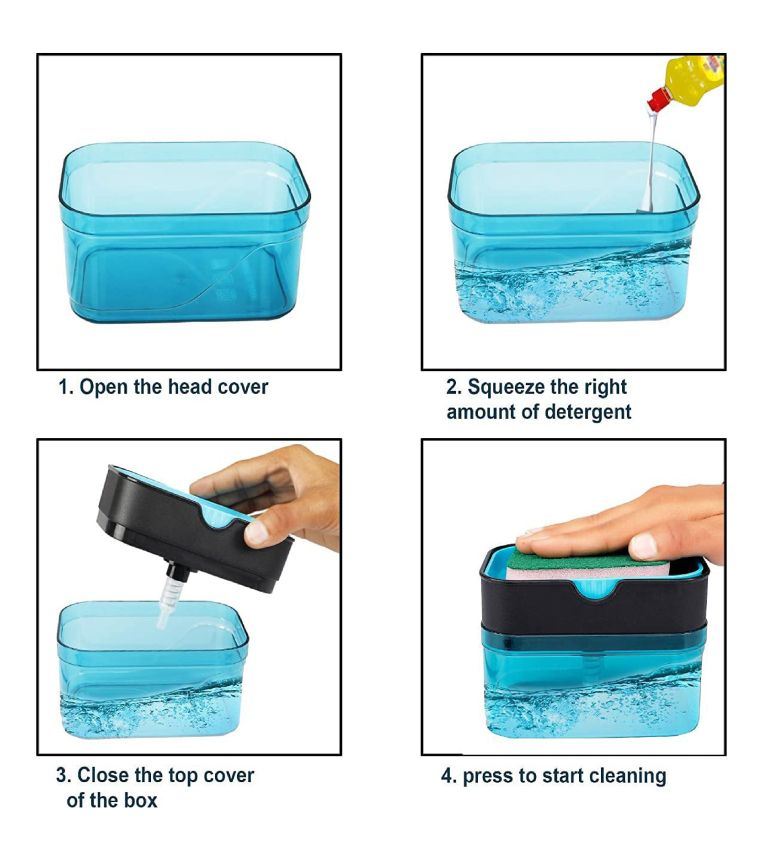 1. Open the head cover
2. Squeeze the right
amount of detergent
3. Close the top cover
of the box
4. press to start cleaning